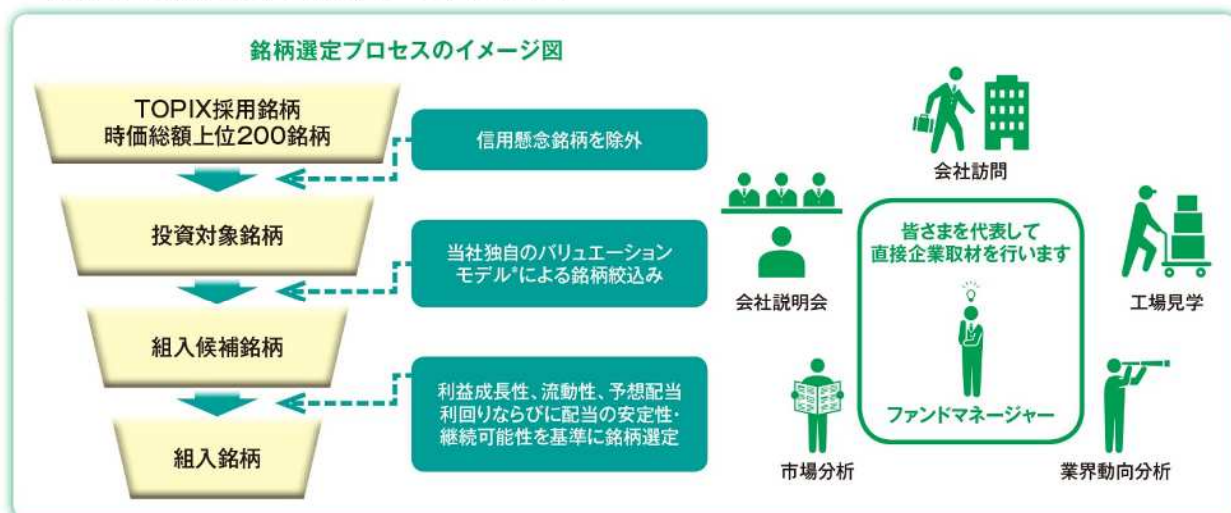 銘柄選定プロセスのイメージ図
TOPIX採用銘柄
時価総額上位200銘柄
信用懸念銘柄を除外
投資対象銘柄
当社独自のバリュエーション
モデル*による銘柄絞込み
組入候補銘柄
利益成長性、流動性、予想配当
利回りならびに配当の安定性・
継続可能性を基準に銘柄選定
組入銘柄
会社訪問
会社説明会
皆さまを代表して
直接企業取材を行います
ファンドマネージャー
工場見学
市場分析
業界動向分析